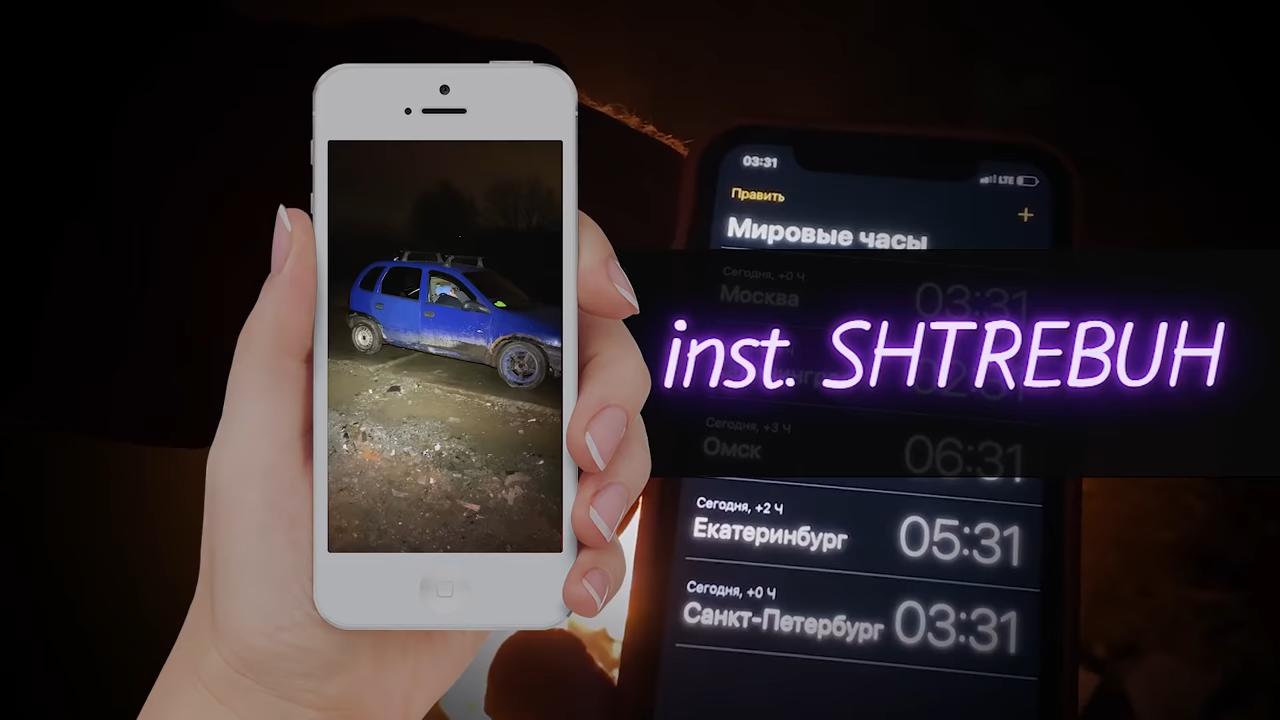 03:31
LTE
Править
+
Мировые часы
Сегодня, +0 Ч
Москва
03:31
inst. SHTREBUH
Сегодня, +3 Ч
Омск
06:31
Сегодня, +2 Ч
Екатеринбург
05:31
Сегодня, +0 Ч
Санкт-Петербург
03:31